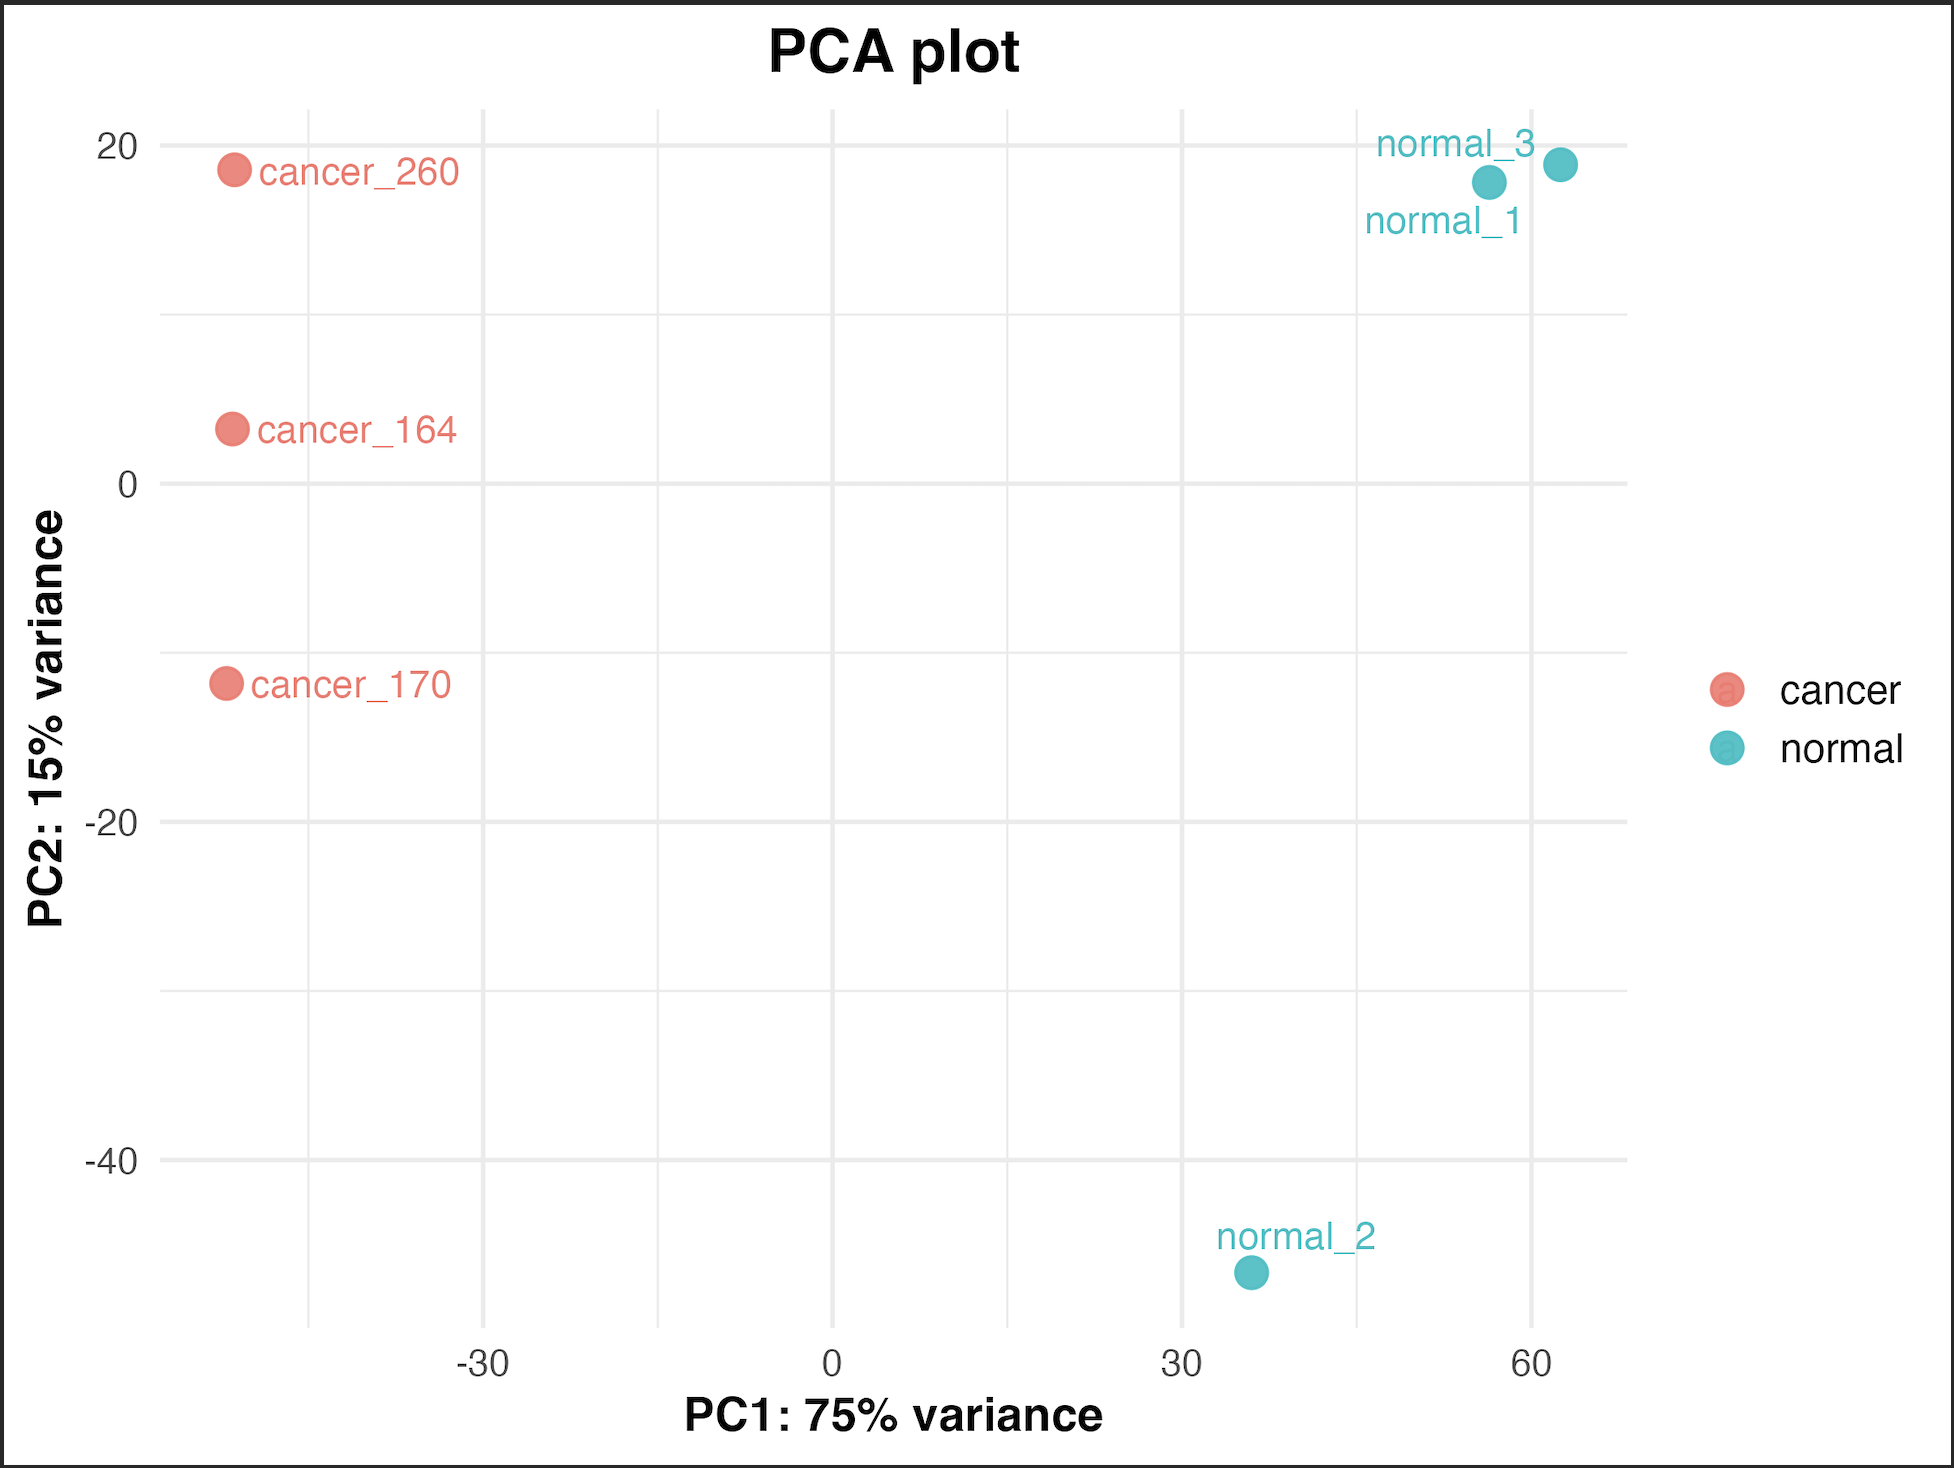 PCA plot
20
0
-20
-40
PC2: 15% variance
cancer_260
cancer_164
cancer_170
normal_3
normal_1
normal_2
-30
0
30
60
PC1: 75% variance
a cancer
a normal